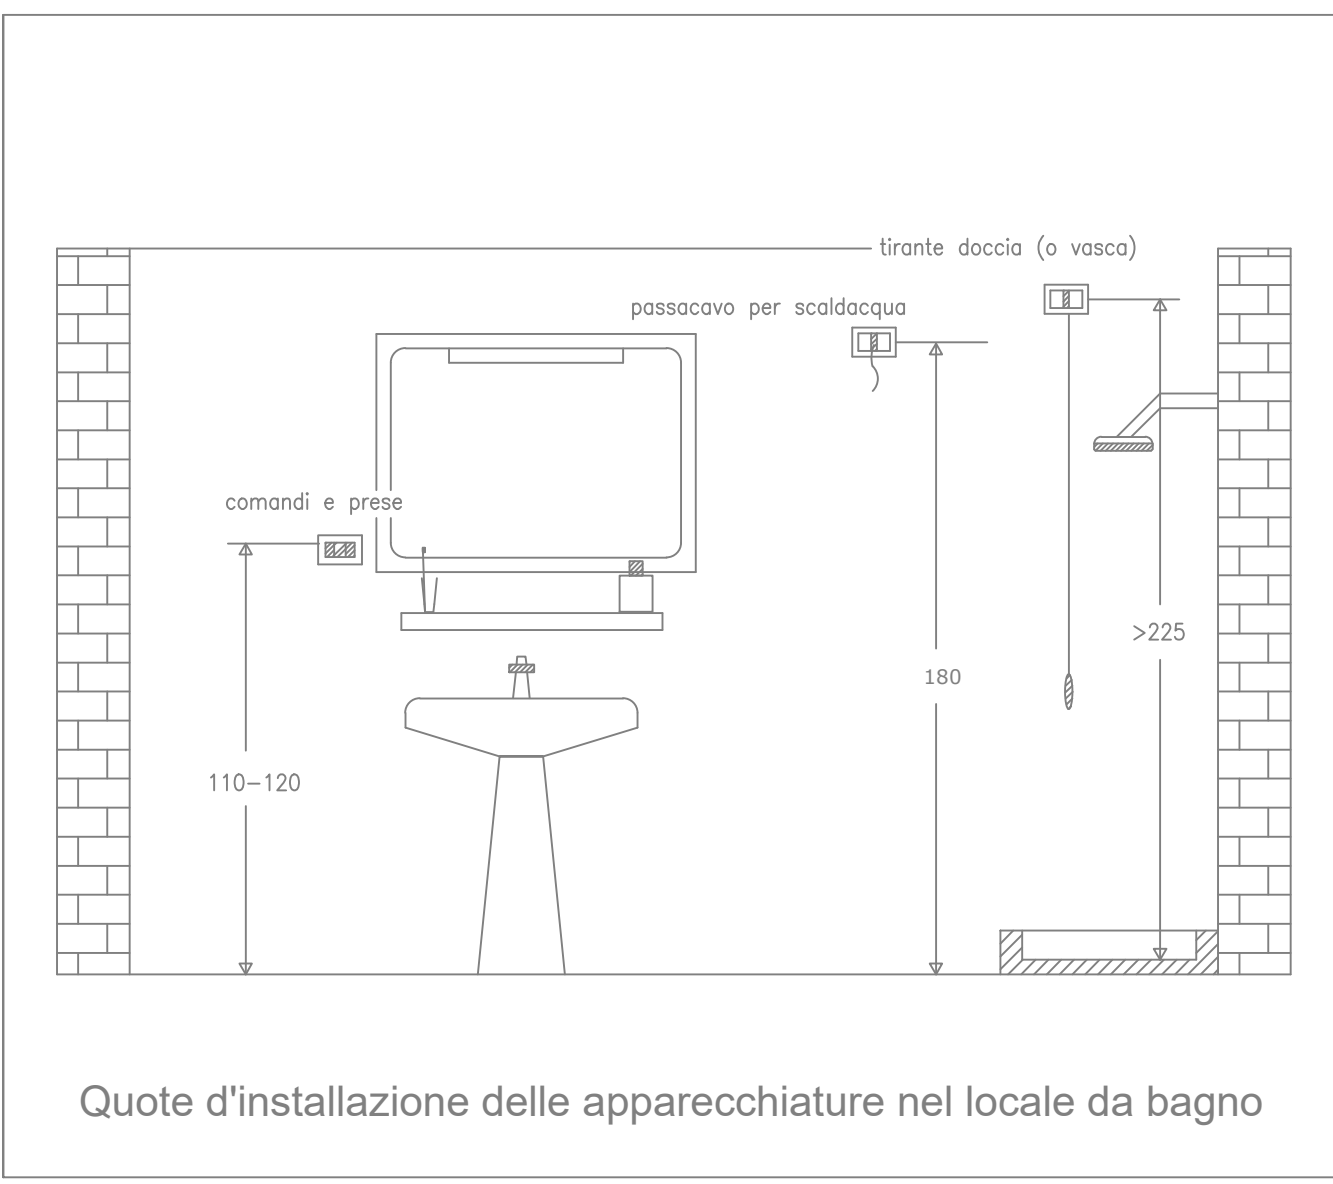 tirante doccia (o vasca)
passacavo per scaldacqua
comandi e prese
>225
180
110-120
Quote d'installazione delle apparecchiature nel locale da bagno